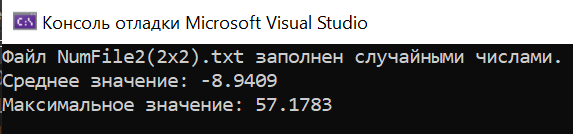 C:\
Консоль отладки Microsoft Visual Studio
Файл NumFile2(2x2).txt заполнен случайными числами.
Среднее значение: -8.9409
Максимальное значение: 57.1783